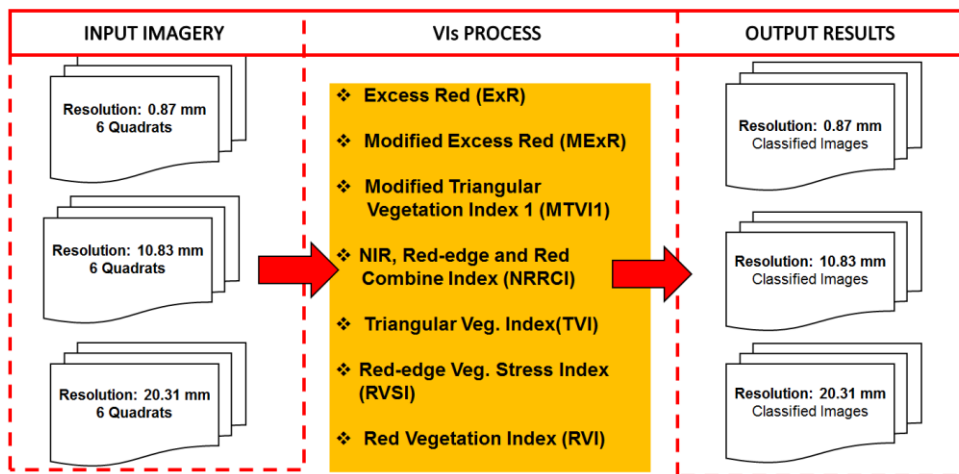 INPUT IMAGERY
VIs PROCESS
OUTPUT RESULTS
Resolution: 0.87 mm
6 Quadrats
Resolution: 10.83 mm
6 Quadrats
Resolution: 20.31 mm
6 Quadrats
❖ Excess Red (ExR)
❖ Modified Excess Red (MExR)
❖ Modified Triangular
Vegetation Index 1 (MTVI1)
❖ NIR, Red-edge and Red
Combine Index (NRRCI)
❖ Triangular Veg. Index(TVI)
❖ Red-edge Veg. Stress Index
(RVSI)
❖ Red Vegetation Index (RVI)
Resolution: 0.87 mm
Classified Images
Resolution: 10.83 mm
Classified Images
Resolution: 20.31 mm
Classified Images